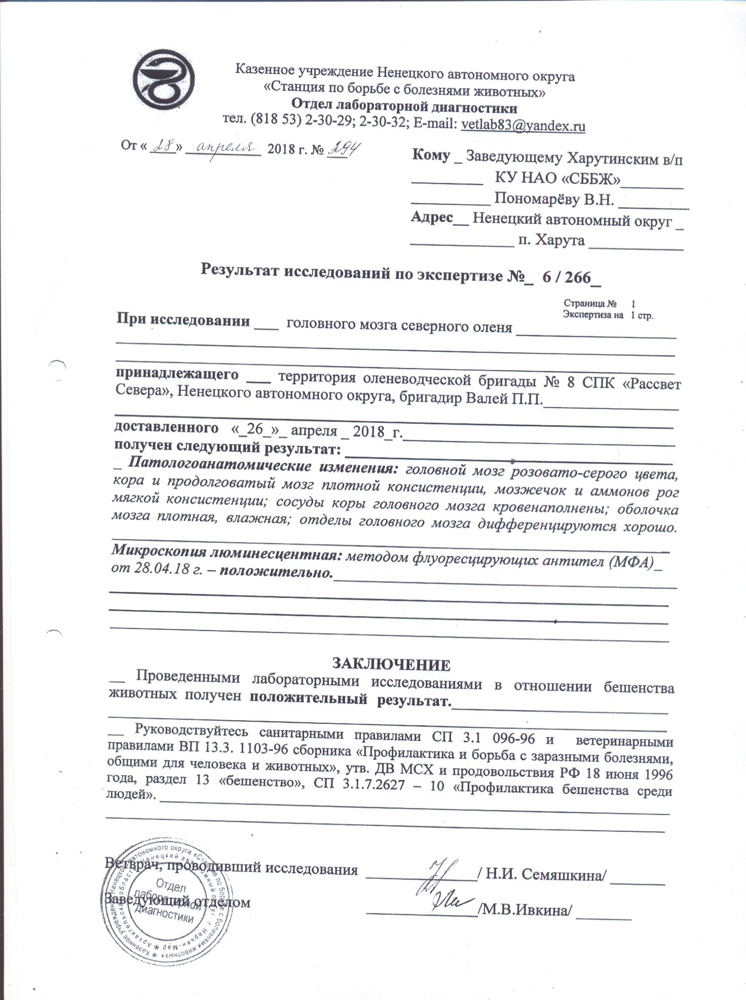 Казенное учреждение Ненецкого автономного округа
«Станция по борьбе с болезнями животных»
Отдел лабораторной диагностики
тел. (818 53) 2-30-29; 2-30-32; E-mail: vetlab83@yandex.ru
От « 28 » апреля 2018 г. № 294
Кому _ Заведующему Харутинским в/п
КУ НАО «СББЖ»
Пономарёву В.Н.
Адрес__ Ненецкий автономный округ _
п. Харута
Результат исследований по экспертизе №_ 6 / 266_
Страница № 1
Экспертиза на 1 стр.
При исследовании ___ головного мозга северного оленя
принадлежащего ___ территория оленеводческой бригады № 8 СПК «Рассвет
Севера», Ненецкого автономного округа, бригадир Валей П.П.
доставленного «_26_»_ апреля _ 2018_г.
получен следующий результат:
_ Патологоанатомические изменения: головной мозг розовато-серого цвета,
кора и продолговатый мозг плотной консистенции, мозжечок и аммонов рог
мягкой консистенции; сосуды коры головного мозга кровенаполнены; оболочка
мозга плотная, влажная; отделы головного мозга дифференцируются хорошо.
Микроскопия люминесцентная: методом флуоресцирующих антител (МФА)_
от 28.04.18 г. – положительно.
ЗАКЛЮЧЕНИЕ
__ Проведенными лабораторными исследованиями в отношении бешенства
животных получен положительный результат.
__ Руководствуйтесь санитарными правилами СП 3.1 096-96 и ветеринарными
правилами ВП 13.3. 1103-96 сборника «Профилактика и борьба с заразными болезнями,
общими для человека и животных», утв. ДВ МСХ и продовольствия РФ 18 июня 1996
года, раздел 13 «бешенство», СП 3.1.7.2627 – 10 «Профилактика бешенства среди
людей».
Ветврач, проводивший исследования / Н.И. Семяшкина/
Заведующий отделом /М.В.Ивкина/
Казенное учреждение Ненецкого автономного округа «Станция по борьбе с болезнями животных»
Архангельская область Ненецкий автономный округ г. Нарьян-Мар
Отдел
лабораторной
диагностики